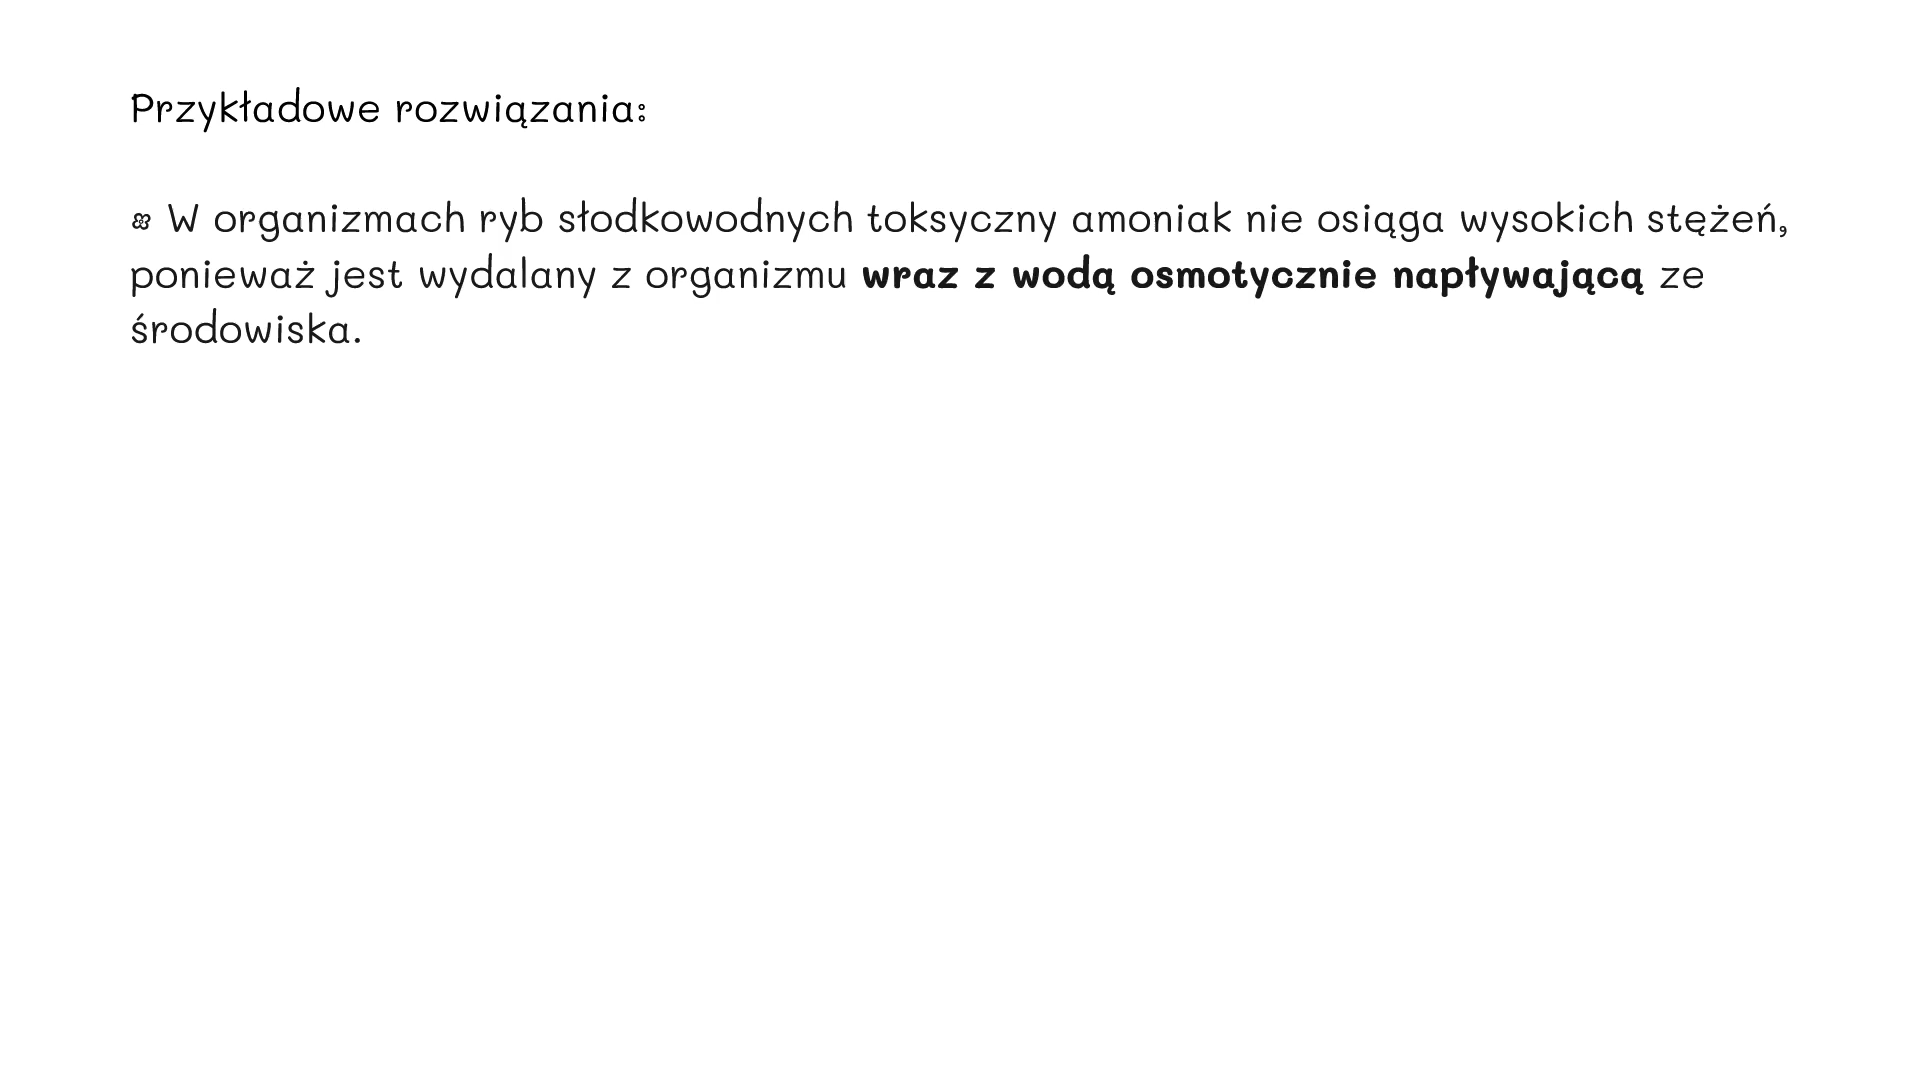 Przykładowe rozwiązania:
W organizmach ryb słodkowodnych toksyczny amoniak nie osiąga wysokich stężeń,
ponieważ jest wydalany z organizmu wraz z wodą osmotycznie napływającą ze
środowiska.